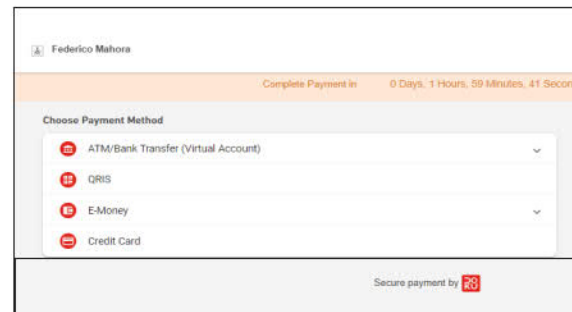 Federico Mahora
Complete Payment in 0 Days, 1 Hours, 59 Minutes, 41 Secon
Choose Payment Method
ATM/Bank Transfer (Virtual Account)
QRIS
E-Money
Credit Card
Secure payment by